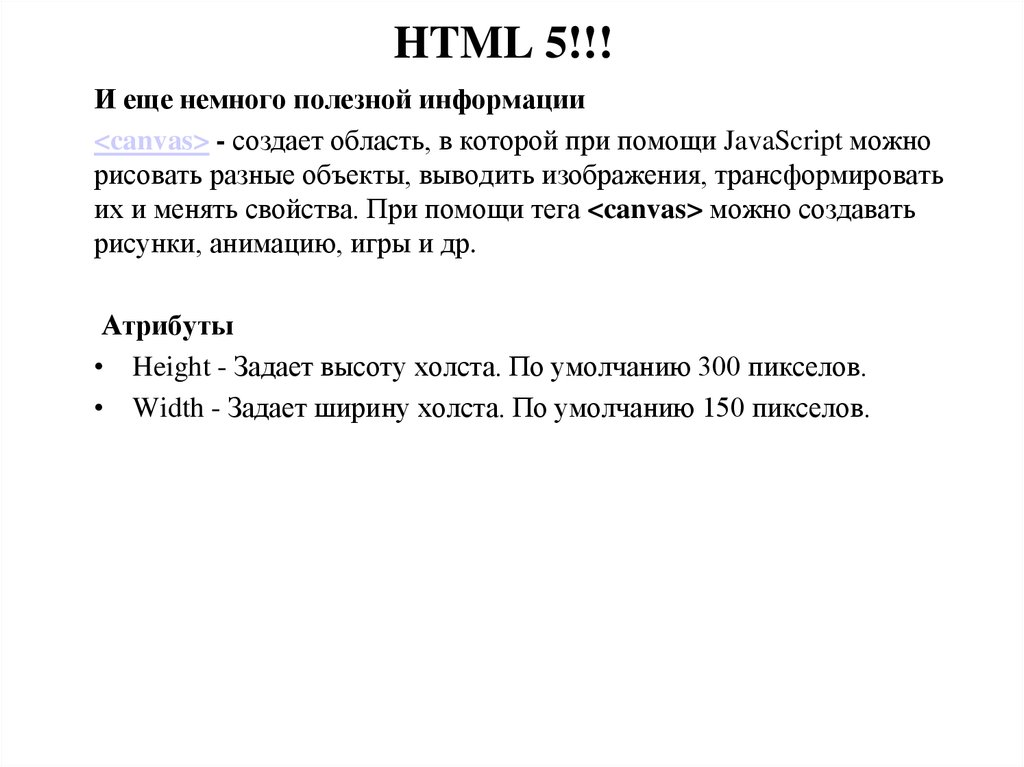 HTML 5!!!
И еще немного полезной информации
<canvas> - создает область, в которой при помощи JavaScript можно
рисовать разные объекты, выводить изображения, трансформировать
их и менять свойства. При помощи тега <canvas> можно создавать
рисунки, анимацию, игры и др.
Атрибуты
• Height - Задает высоту холста. По умолчанию 300 пикселов.
• Width - Задает ширину холста. По умолчанию 150 пикселов.